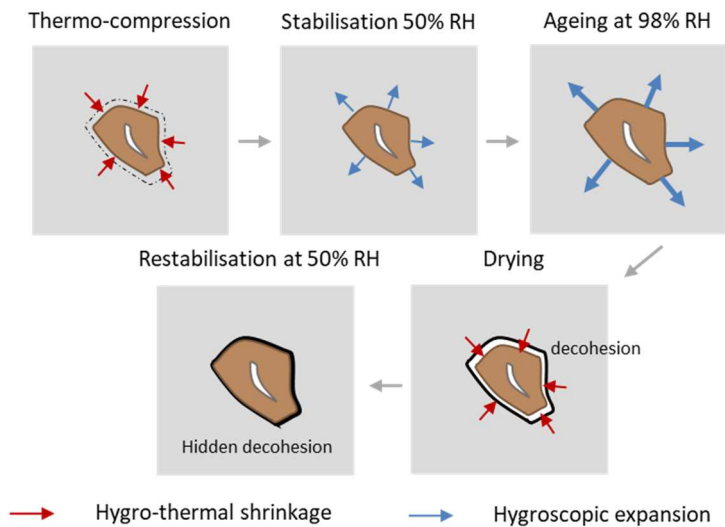 Thermo-compression
Stabilisation 50% RH
Ageing at 98% RH
Restabilisation at 50% RH
Drying
decohesion
Hidden decohesion
Hygro-thermal shrinkage
Hygroscopic expansion